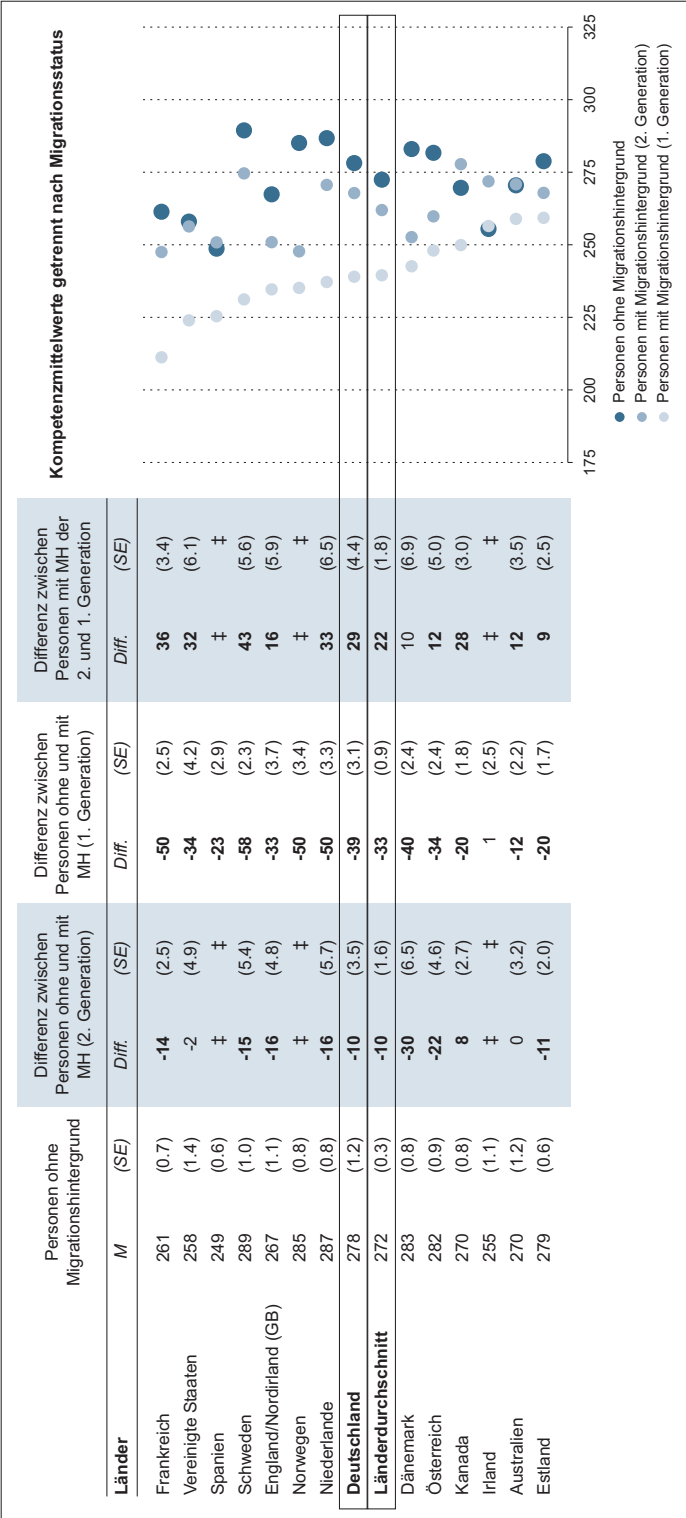 Personen ohne Migrationshintergrund
Differenz zwischen Personen ohne und mit MH (2. Generation)
Differenz zwischen Personen ohne und mit MH (1. Generation)
Differenz zwischen Personen mit MH der 2. und 1. Generation
Kompetenzmittelwerte getrennt nach Migrationsstatus
Länder M (SE) Diff. (SE) Diff. (SE) Diff. (SE)
Frankreich 261 (0.7) -14 (2.5) -50 (2.5) 36 (3.4)
Vereinigte Staaten 258 (1.4) -2 (4.9) -34 (4.2) 32 (6.1)
Spanien 249 (0.6) ‡ ‡ -23 (2.9) ‡ ‡
Schweden 289 (1.0) -15 (5.4) -58 (2.3) 43 (5.6)
England/Nordirland (GB) 267 (1.1) -16 (4.8) -33 (3.7) 16 (5.9)
Norwegen 285 (0.8) ‡ ‡ -50 (3.4) ‡ ‡
Niederlande 287 (0.8) -16 (5.7) -50 (3.3) 33 (6.5)
Deutschland 278 (1.2) -10 (3.5) -39 (3.1) 29 (4.4)
Länderdurchschnitt 272 (0.3) -10 (1.6) -33 (0.9) 22 (1.8)
Dänemark 283 (0.8) -30 (6.5) -40 (2.4) 10 (6.9)
Österreich 282 (0.9) -22 (4.6) -34 (2.4) 12 (5.0)
Kanada 270 (0.8) 8 (2.7) -20 (1.8) 28 (3.0)
Irland 255 (1.1) ‡ ‡ 1 (2.5) ‡ ‡
Australien 270 (1.2) 0 (3.2) -12 (2.2) 12 (3.5)
Estland 279 (0.6) -11 (2.0) -20 (1.7) 9 (2.5)
175 200 225 250 275 300 325
Personen ohne Migrationshintergrund
Personen mit Migrationshintergrund (2. Generation)
Personen mit Migrationshintergrund (1. Generation)